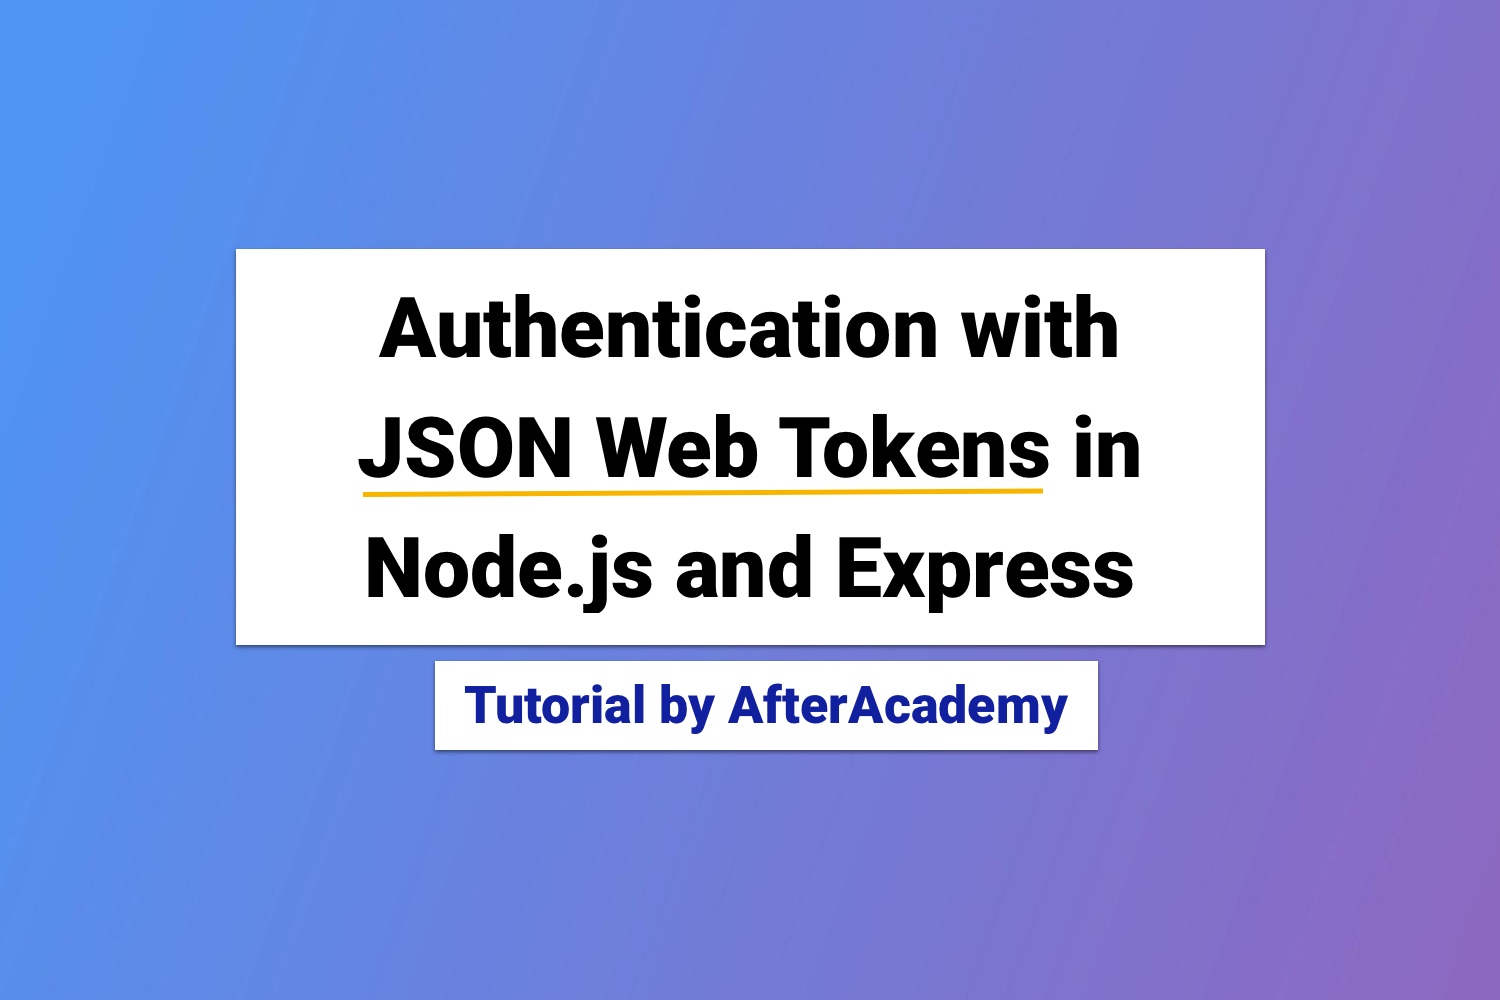 Authentication with
JSON Web Tokens in
Node.js and Express
Tutorial by AfterAcademy